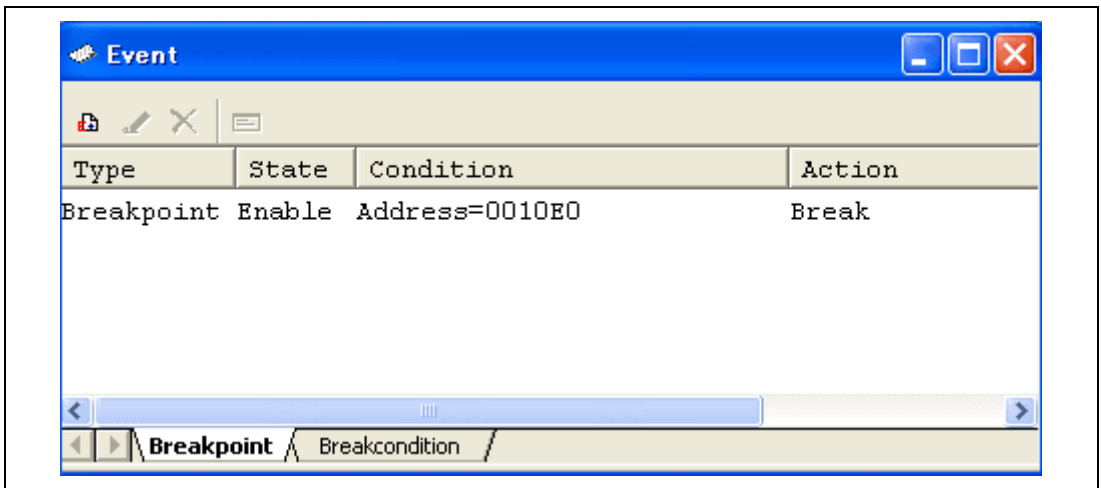 Event
Type State Condition Action
Breakpoint Enable Address=0010E0 Break
Breakpoint Breakcondition